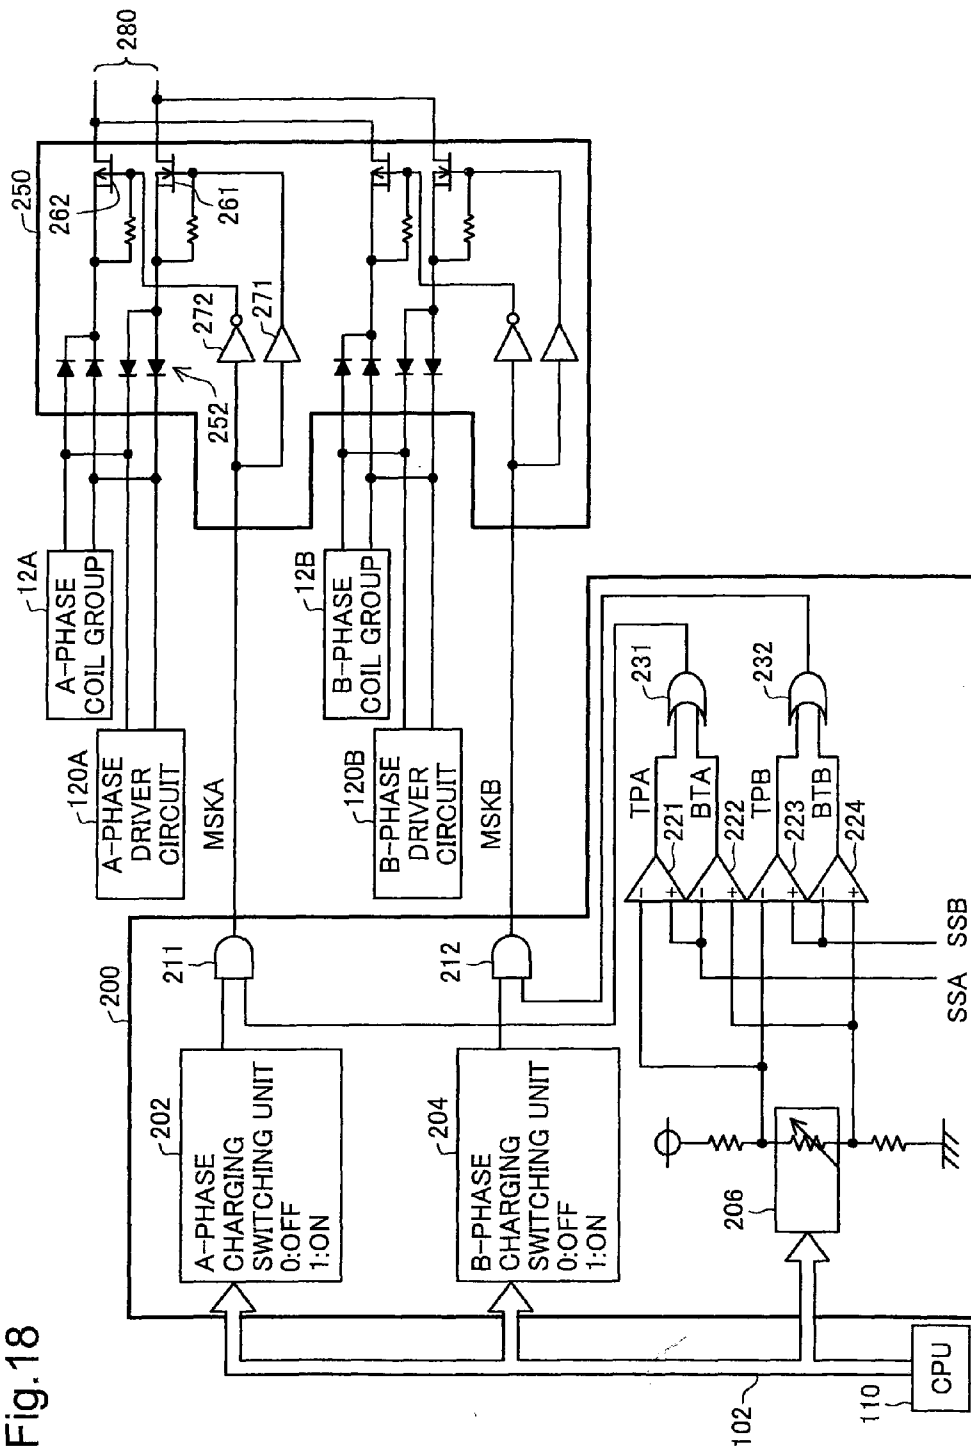 Fig.18
280
250
262
261
272
271
252
12A
A-PHASE
COIL GROUP
120A
A-PHASE
DRIVER
CIRCUIT
MSKA
12B
B-PHASE
COIL GROUP
120B
B-PHASE
DRIVER
CIRCUIT
MSKB
200
211
212
202
A-PHASE
CHARGING
SWITCHING UNIT
0:OFF
1:ON
204
B-PHASE
CHARGING
SWITCHING UNIT
0:OFF
1:ON
206
231
232
TPA
221
BTA
222
TPB
223
BTB
224
-
+
-
+
-
+
-
+
SSA
SSB
102
110
CPU